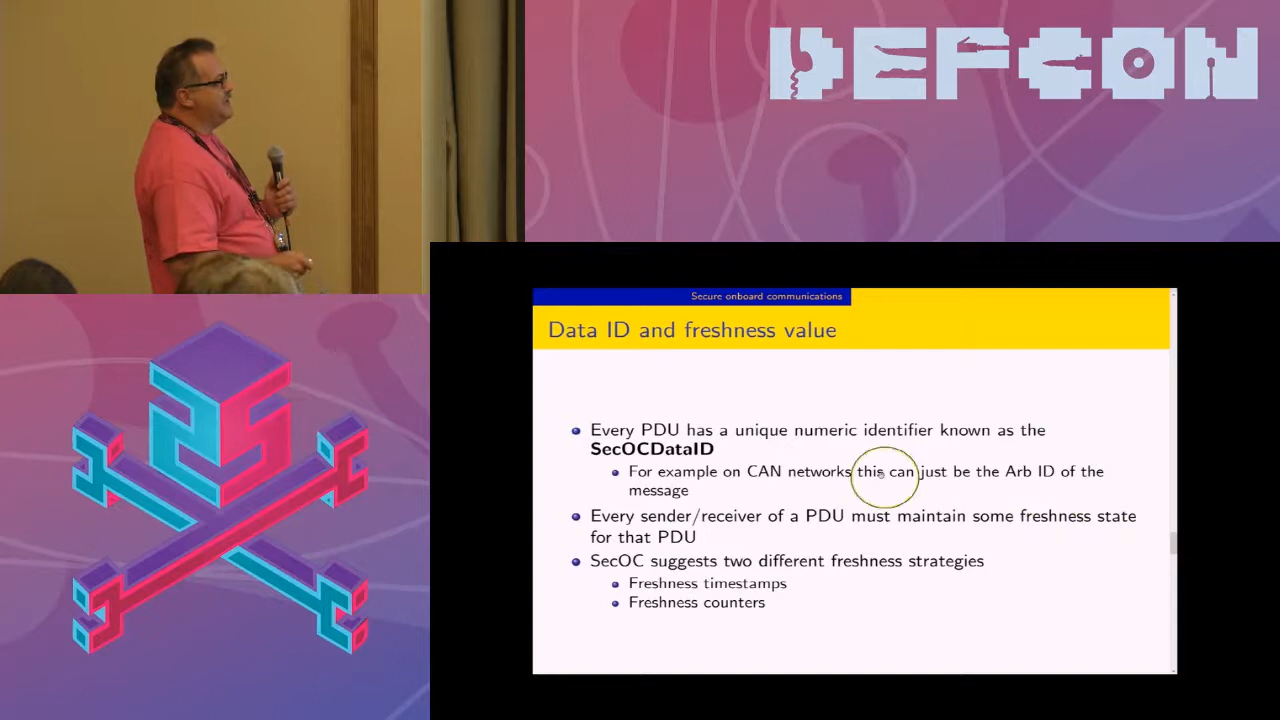 DEFCON
Secure onboard communications
Data ID and freshness value
Every PDU has a unique numeric identifier known as the
SecOCDataID
For example on CAN networks this can just be the Arb ID of the
message
Every sender/receiver of a PDU must maintain some freshness state
for that PDU
SecOC suggests two different freshness strategies
Freshness timestamps
Freshness counters